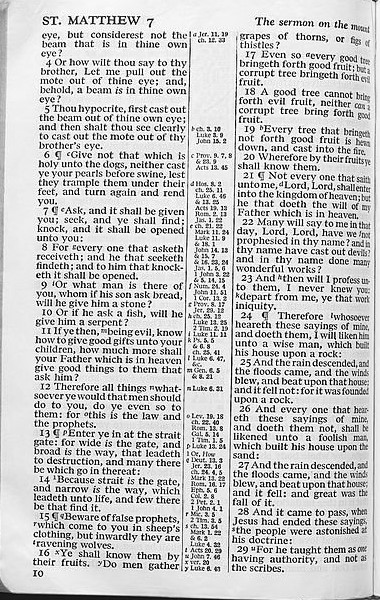 ST. MATTHEW 7
The sermon on the mount
eye, but considerest not the
beam that is in thine own
eye?
4 Or how wilt thou say to thy
brother, Let me pull out the
mote out of thine eye; and,
behold, a beam is in thine own
eye?
5 Thou hypocrite, first cast out
the beam out of thine own eye;
and then shalt thou see clearly
to cast out the mote out of thy
brother's eye.
6 ¶ Give not that which is
holy unto the dogs, neither cast
ye your pearls before swine, lest
they trample them under their
feet, and turn again and rend
you.
7 ¶ Ask, and it shall be given
you; seek, and ye shall find;
knock, and it shall be opened
unto you:
8 For every one that asketh
receiveth; and he that seeketh
findeth; and to him that knock-
eth it shall be opened.
9 Or what man is there of
you, whom if his son ask bread,
will he give him a stone?
10 Or if he ask a fish, will he
give him a serpent?
11 If ye then, being evil, know
how to give good gifts unto your
children, how much more shall
your Father which is in heaven
give good things to them that
ask him?
12 Therefore all things what-
soever ye would that men should
do to you, do ye even so to
them: for this is the law and
the prophets.
13 ¶ Enter ye in at the strait
gate: for wide is the gate, and
broad is the way, that leadeth
to destruction, and many there
be which go in thereat:
14 Because strait is the gate,
and narrow is the way, which
leadeth unto life, and few there
be that find it.
15 ¶ Beware of false prophets,
which come to you in sheep's
clothing, but inwardly they are
ravening wolves.
16 Ye shall know them by
their fruits. Do men gather
10
a Jer. 11. 19
ch. 12. 33
b ch. 3. 10
Luke 3. 9
John 15. 2
c Prov. 9. 7, 8
& 23. 9
Acts 13. 45
d Hos. 8. 2
ch. 25. 11
Luke 6. 46
& 13. 25
Acts 19. 13
Rom. 2. 13
Jas. 1. 22
e ch. 21. 22
Mark 11. 24
Luke 11. 9
& 18. 1
John 14. 13
& 15. 7
& 16. 23, 24
Jas. 1. 5, 6
1 John 3. 22
& 5. 14, 15
f Num. 24. 4
John 11. 51
1 Cor. 13. 2
g Prov. 8. 17
Jer. 29. 12
h ch. 25. 12
Luke 13. 25
2 Tim. 2. 19
i Luke 11. 11
k Ps. 5. 5
& 6. 8
ch. 25. 41
l Luke 6. 47,
&c.
m Gen. 6. 5
& 8. 21
n Luke 6. 31
o Lev. 19. 18
ch. 22. 40
Rom. 13. 8
Gal. 5. 14
1 Tim. 1. 5
p Luke 13. 24
1 Or, How
q Deut. 13. 3
Jer. 23. 16
ch. 24. 4, 5
Mark 13. 22
Rom. 16. 17
Eph. 5. 6
Col. 2. 8
2 Pet. 2. 1
1 John 4. 1
r Mic. 3. 5
2 Tim. 3. 5
s ch. 13. 54
Mark 1. 22
& 6. 2
Luke 4. 32
t Acts 20. 29
u John 7. 46
x ver. 20
y Luke 6. 43
grapes of thorns, or figs of
thistles?
17 Even so every good tree
bringeth forth good fruit; but a
corrupt tree bringeth forth evil
fruit.
18 A good tree cannot bring
forth evil fruit, neither can a
corrupt tree bring forth good
fruit.
19 Every tree that bringeth
not forth good fruit is hewn
down, and cast into the fire.
20 Wherefore by their fruits ye
shall know them.
21 ¶ Not every one that saith
unto me, Lord, Lord, shall enter
into the kingdom of heaven; but
he that doeth the will of my
Father which is in heaven.
22 Many will say to me in that
day, Lord, Lord, have we not
prophesied in thy name? and in
thy name have cast out devils?
and in thy name done many
wonderful works?
23 And then will I profess un-
to them, I never knew you:
depart from me, ye that work
iniquity.
24 ¶ Therefore whosoever
heareth these sayings of mine,
and doeth them, I will liken him
unto a wise man, which built
his house upon a rock:
25 And the rain descended, and
the floods came, and the winds
blew, and beat upon that house;
and it fell not: for it was founded
upon a rock.
26 And every one that hear-
eth these sayings of mine,
and doeth them not, shall be
likened unto a foolish man,
which built his house upon the
sand:
27 And the rain descended, and
the floods came, and the winds
blew, and beat upon that house;
and it fell: and great was the
fall of it.
28 And it came to pass, when
Jesus had ended these sayings,
the people were astonished at
his doctrine:
29 For he taught them as one
having authority, and not as
the scribes.